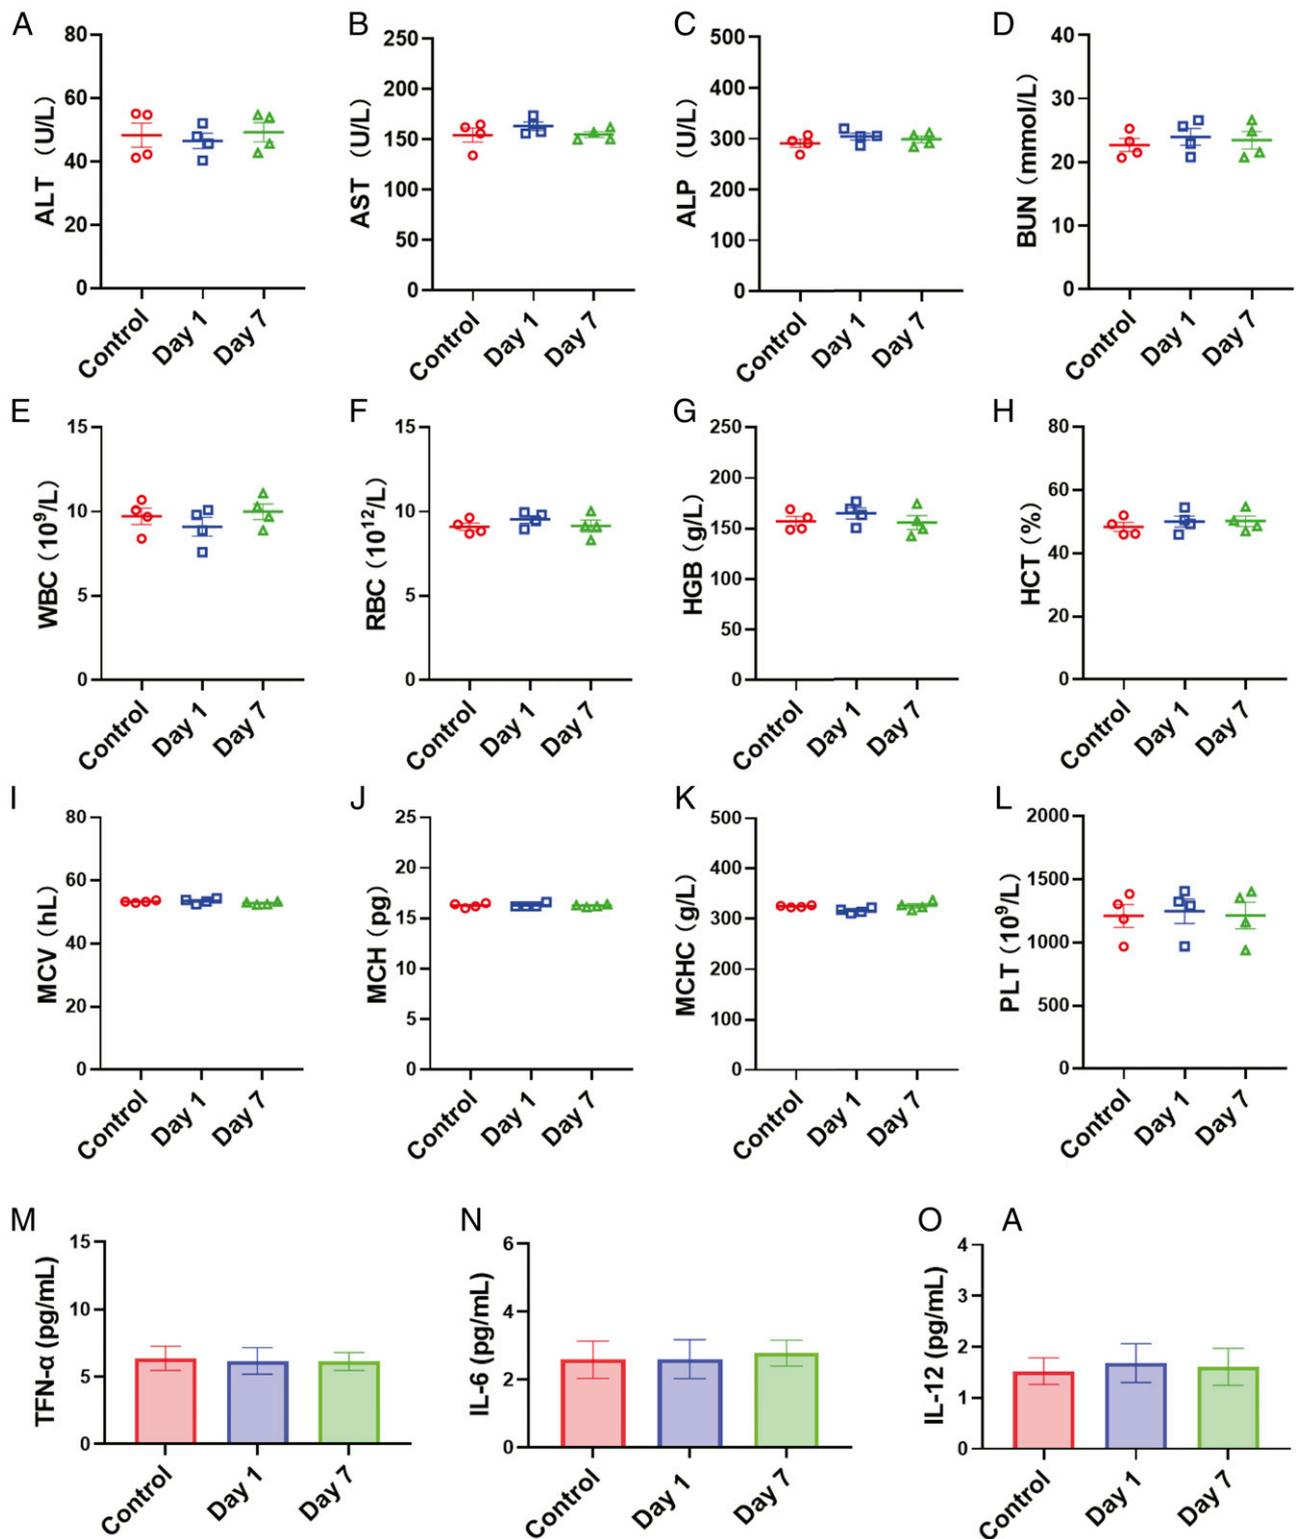 A
ALT (U/L)
80
60
40
20
0
Control
Day 1
Day 7
B
AST (U/L)
250
200
150
100
50
0
Control
Day 1
Day 7
C
ALP (U/L)
500
400
300
200
100
0
Control
Day 1
Day 7
D
BUN (mmol/L)
40
30
20
10
0
Control
Day 1
Day 7
E
WBC (10⁹/L)
15
10
5
0
Control
Day 1
Day 7
F
RBC (10¹²/L)
15
10
5
0
Control
Day 1
Day 7
G
HGB (g/L)
250
200
150
100
50
0
Control
Day 1
Day 7
H
HCT (%)
80
60
40
20
0
Control
Day 1
Day 7
I
MCV (hL)
80
60
40
20
0
Control
Day 1
Day 7
J
MCH (pg)
25
20
15
10
5
0
Control
Day 1
Day 7
K
MCHC (g/L)
500
400
300
200
100
0
Control
Day 1
Day 7
L
PLT (10⁹/L)
2000
1500
1000
500
0
Control
Day 1
Day 7
M
TFN-α (pg/mL)
15
10
5
0
Control
Day 1
Day 7
N
IL-6 (pg/mL)
6
4
2
0
Control
Day 1
Day 7
O A
IL-12 (pg/mL)
4
3
2
1
0
Control
Day 1
Day 7